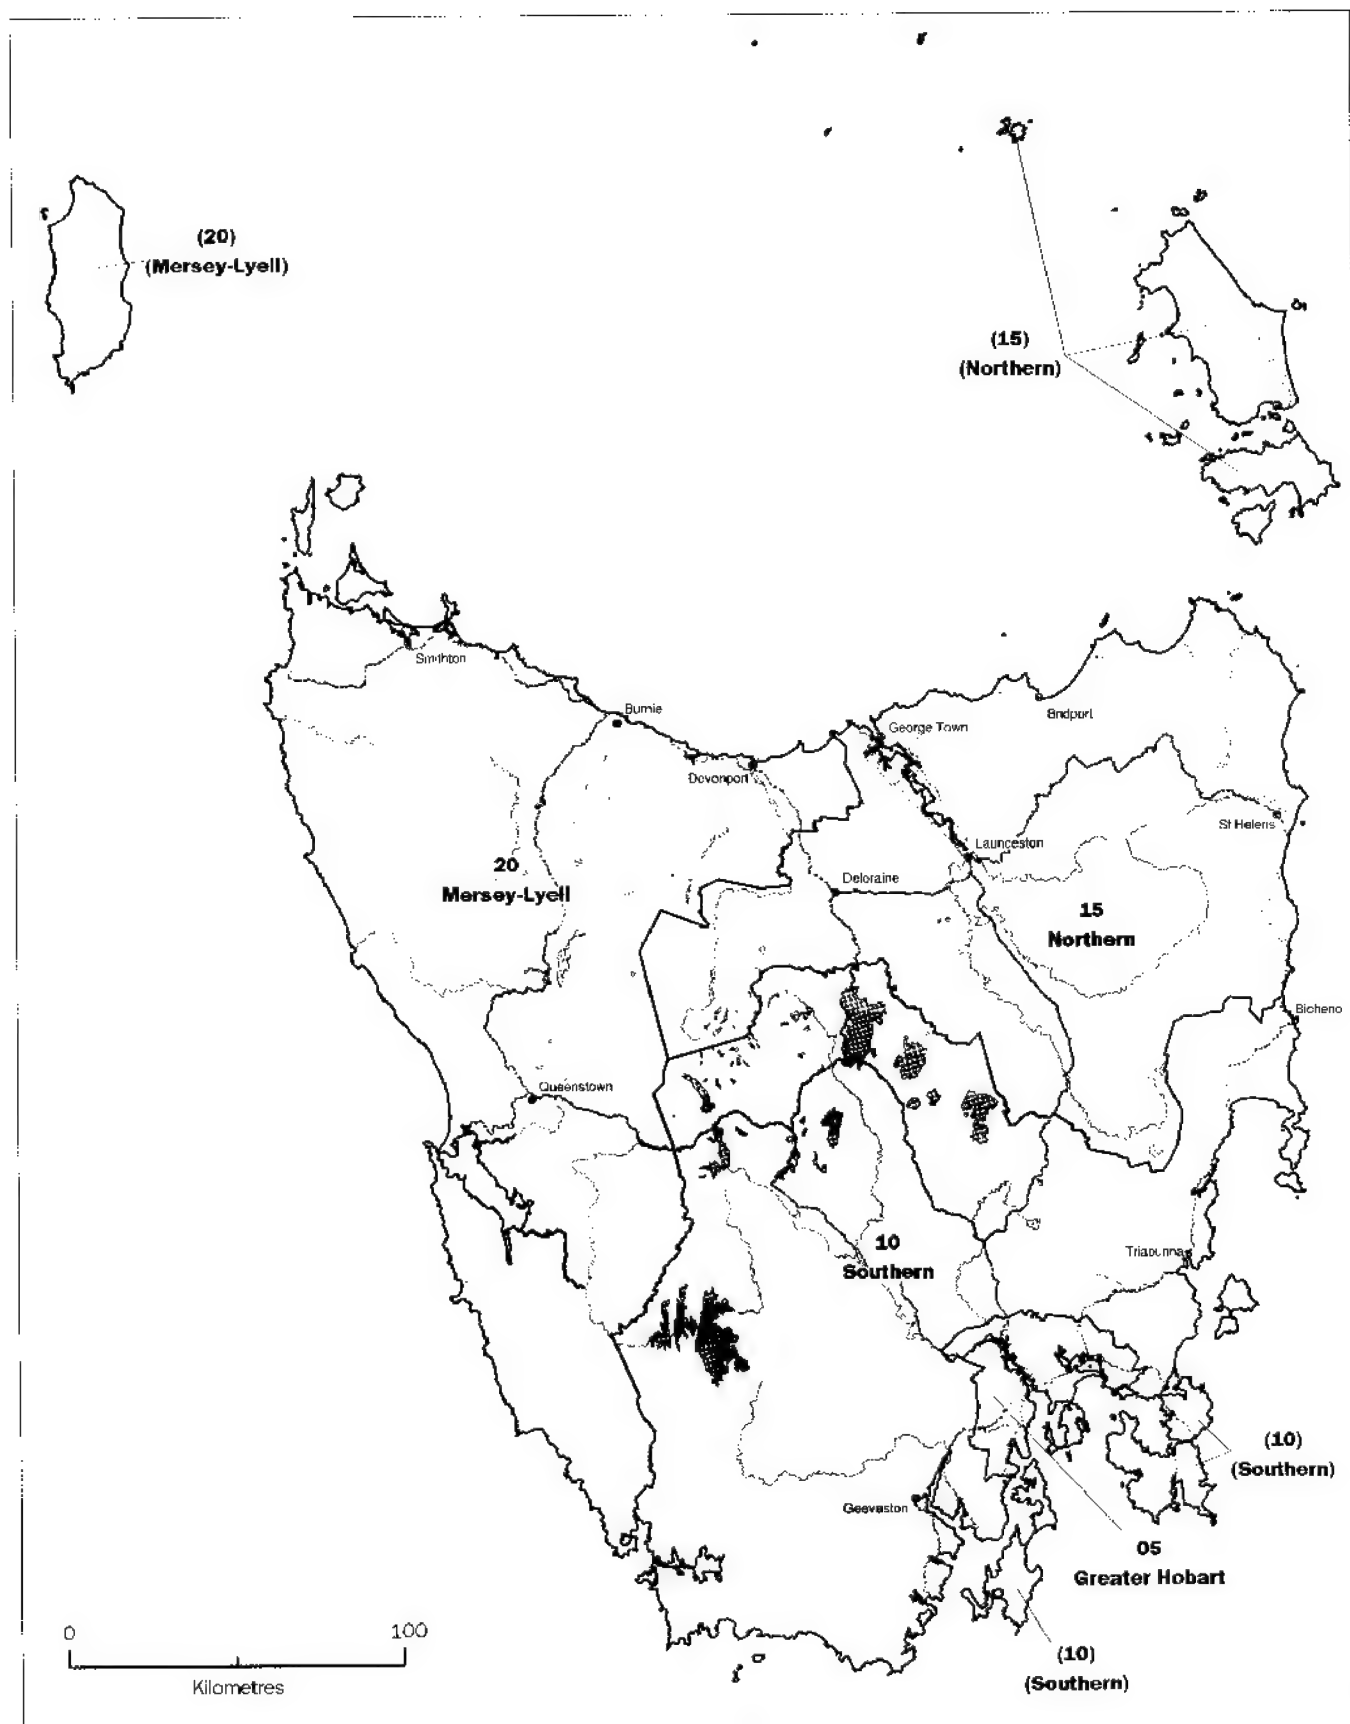 (20)
(Mersey-Lyell)
(15)
(Northern)
Smithton
Burnie
Bridport
George Town
Devonport
St Helens
Launceston
20
Mersey-Lyell
Deloraine
15
Northern
Bicheno
Queenstown
10
Southern
Triabunna
(10)
(Southern)
Geeveston
05
Greater Hobart
0
100
Kilometres
(10)
(Southern)